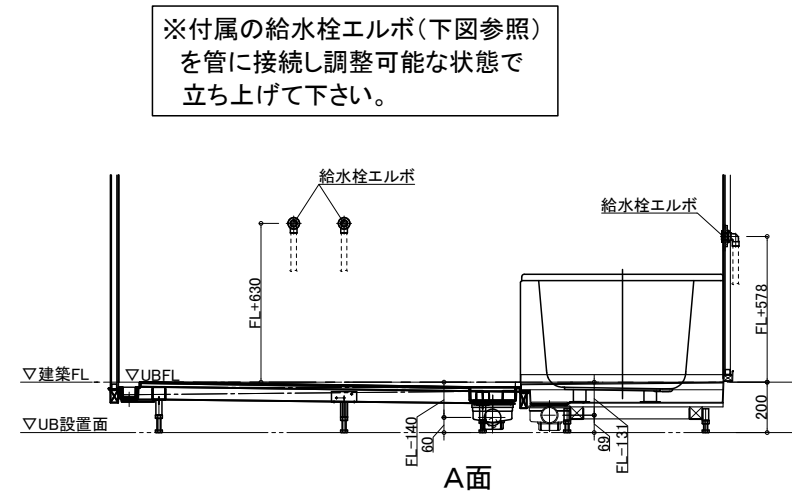 ※付属の給水栓エルボ(下図参照)
を管に接続し調整可能な状態で
立ち上げて下さい。
給水栓エルボ
給水栓エルボ
FL+630
FL+578
▽建築FL
▽UBFL
200
▽UB設置面
FL-140
60
69
FL-131
A面